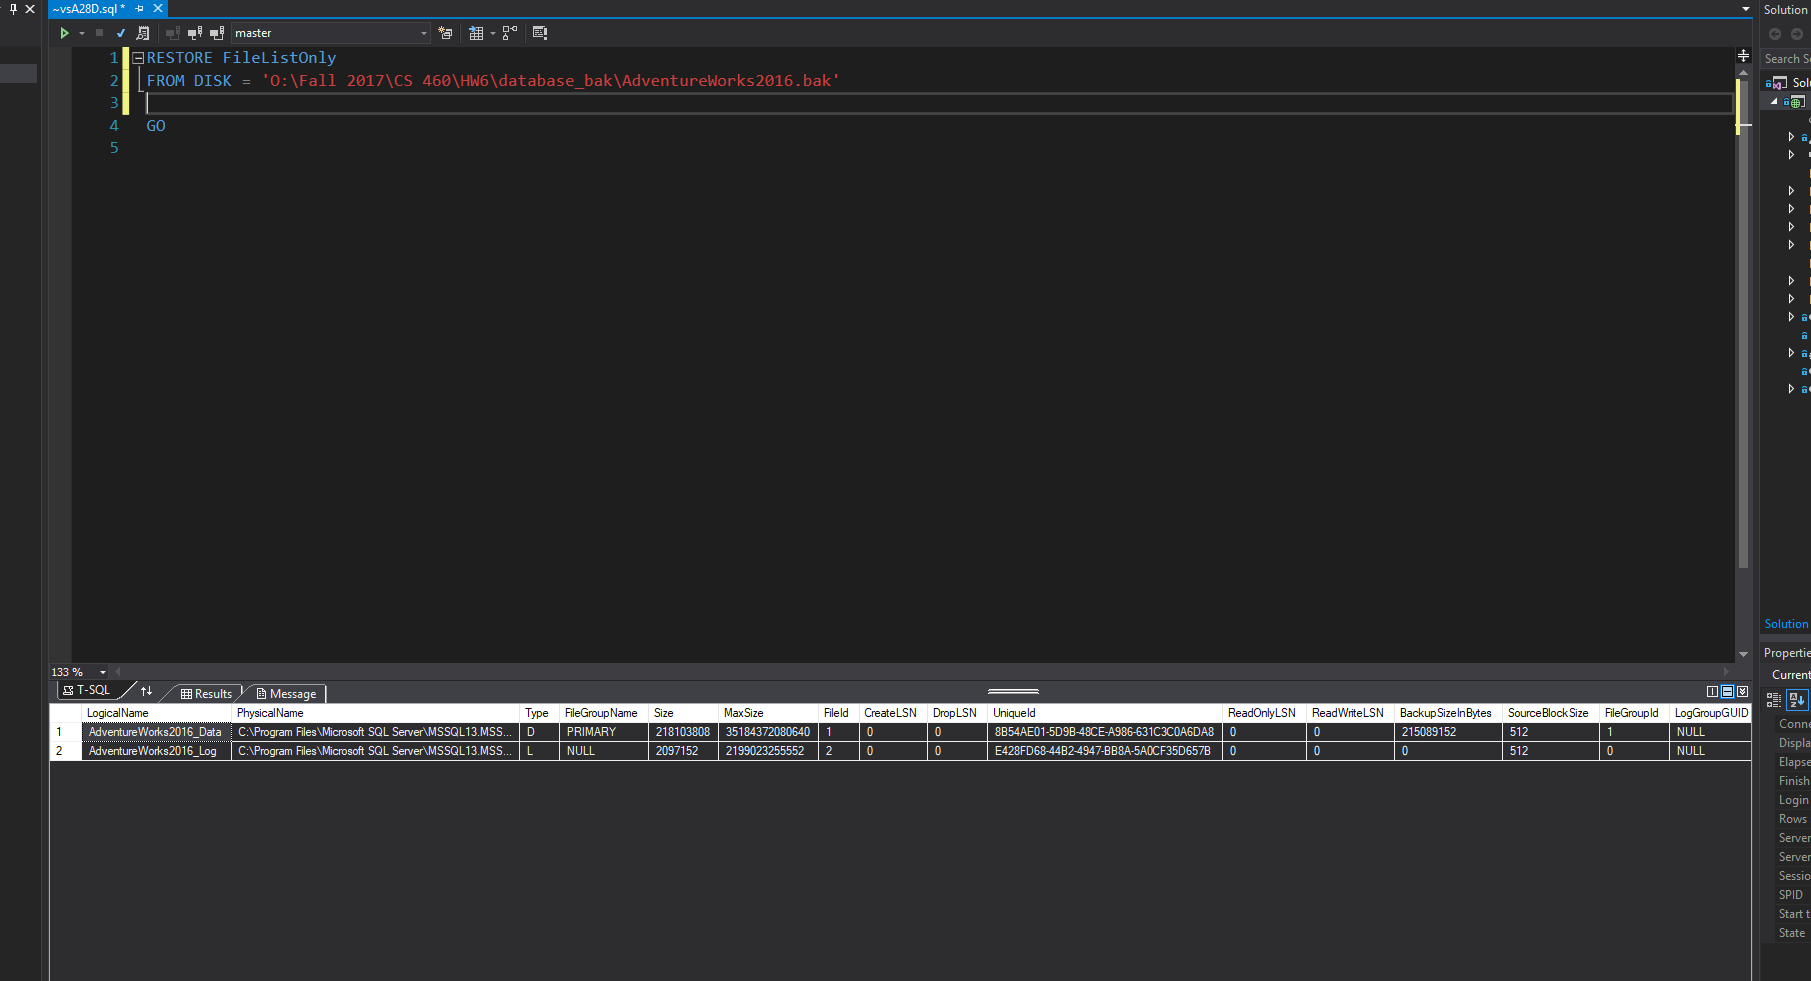 ~vsA28D.sql *
Solution
master
Search S
1 RESTORE FileListOnly
2 FROM DISK = 'O:\Fall 2017\CS 460\HW6\database_bak\AdventureWorks2016.bak'
3
4 GO
5
Solu
133 %
T-SQL
Results
Message
LogicalName PhysicalName Type FileGroupName Size MaxSize FileId CreateLSN DropLSN UniqueId ReadOnlyLSN ReadWriteLSN BackupSizeInBytes SourceBlockSize FileGroupId LogGroupGUID
1 AdventureWorks2016_Data C:\Program Files\Microsoft SQL Server\MSSQL13.MSS... D PRIMARY 218103808 35184372080640 1 0 0 8B54AE01-5D9B-48CE-A986-631C3C0A6DA8 0 0 215089152 512 1 NULL
2 AdventureWorks2016_Log C:\Program Files\Microsoft SQL Server\MSSQL13.MSS... L NULL 2097152 2199023255552 2 0 0 E428FD68-44B2-4947-BB8A-5A0CF35D657B 0 0 0 512 0 NULL
Solution
Propertie
Current
Conne
Displa
Elapse
Finish
Login
Rows
Server
Server
Sessio
SPID
Start t
State